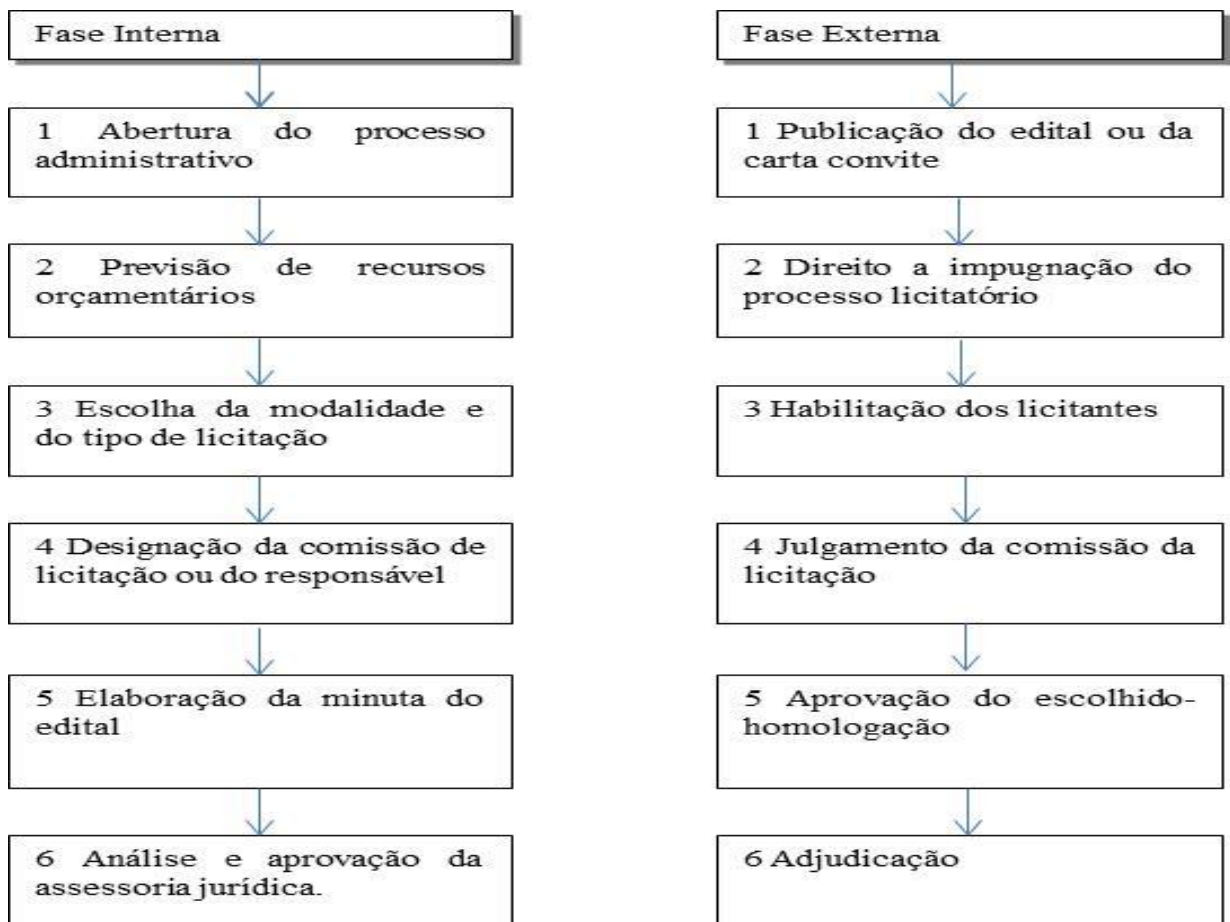 Fase Interna
1 Abertura do processo
administrativo
2 Previsão de recursos
orçamentários
3 Escolha da modalidade e
do tipo de licitação
4 Designação da comissão de
licitação ou do responsável
5 Elaboração da minuta do
edital
6 Análise e aprovação da
assessoria jurídica.
Fase Externa
1 Publicação do edital ou da
carta convite
2 Direito a impugnação do
processo licitatório
3 Habilitação dos licitantes
4 Julgamento da comissão da
licitação
5 Aprovação do escolhido-
homologação
6 Adjudicação